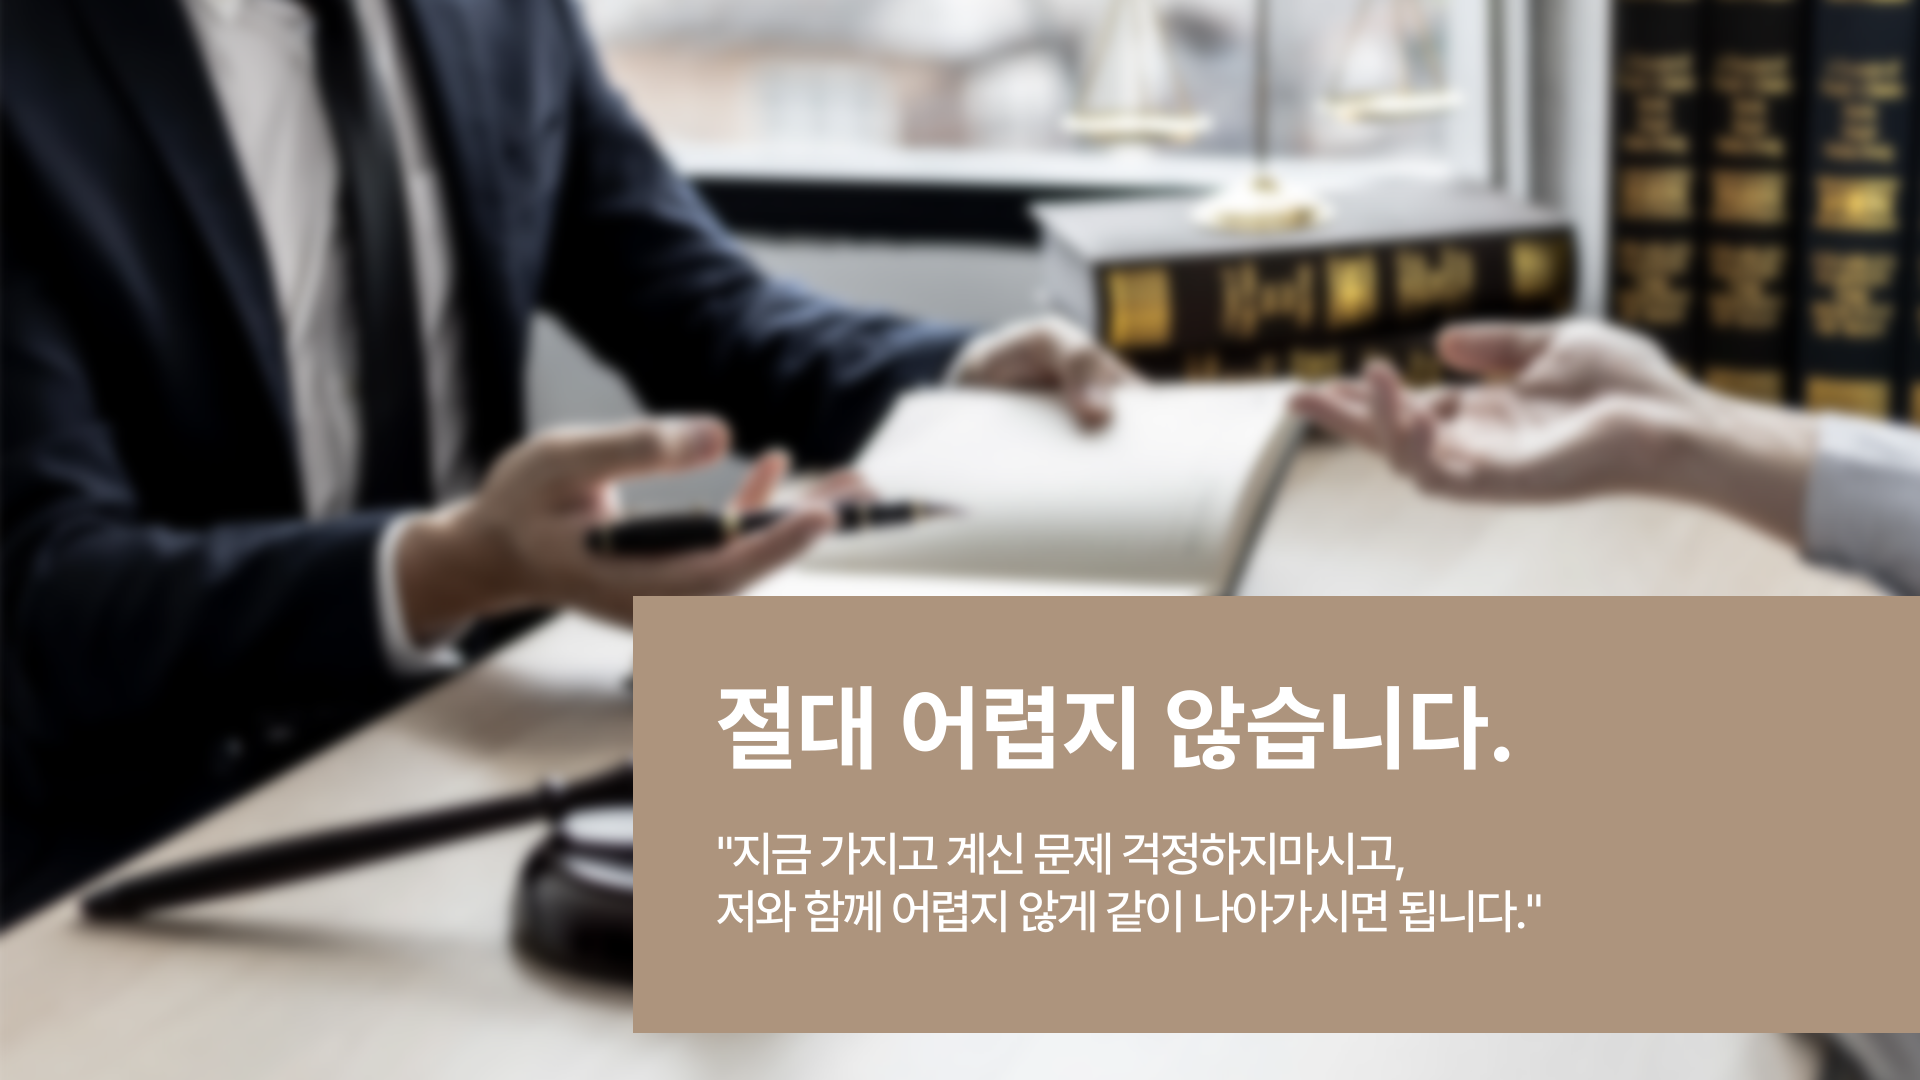 절대 어렵지 않습니다.
"지금 가지고 계신 문제 걱정하지마시고,
저와 함께 어렵지 않게 같이 나아가시면 됩니다."